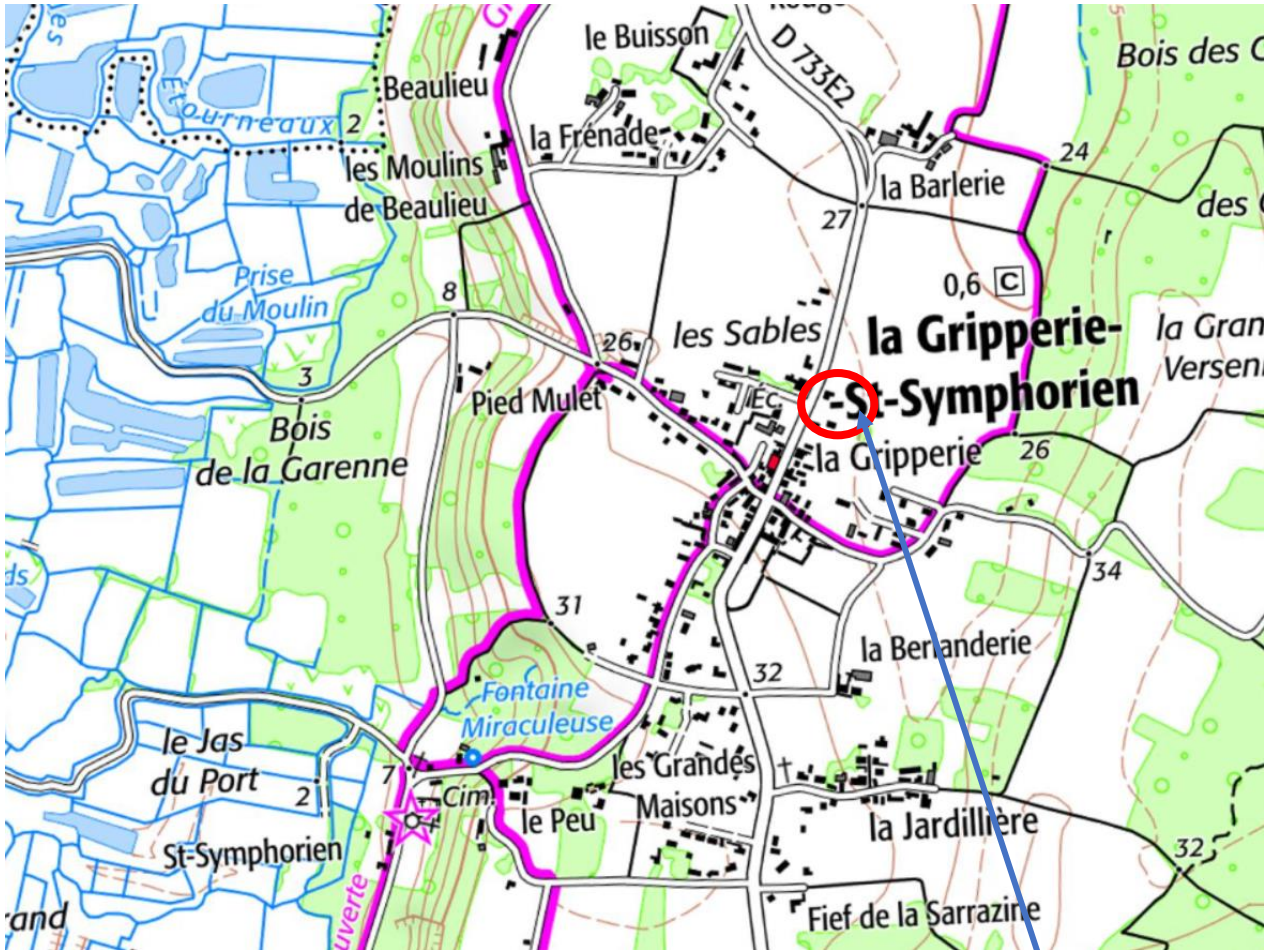 le Buisson
D 733E2
Bois des
Beaulieu
Étourneaux
2
la Frénade
les Moulins
de Beaulieu
la Barlerie
24
27
des
Prise
du Moulin
8
0,6 C
les Sables
la Gripperie-
-St-Symphorien
la Gran
Versen
26
3
Pied Mulet
Éc.
Bois
de la Garenne
la Gripperie
26
ds
34
31
la Berlanderie
32
Fontaine
Miraculeuse
le Jas
du Port
7
2
les Grandes
Maisons
Cim.
le Peu
la Jardillière
St-Symphorien
32
uverte
rand
Fief de la Sarrazine